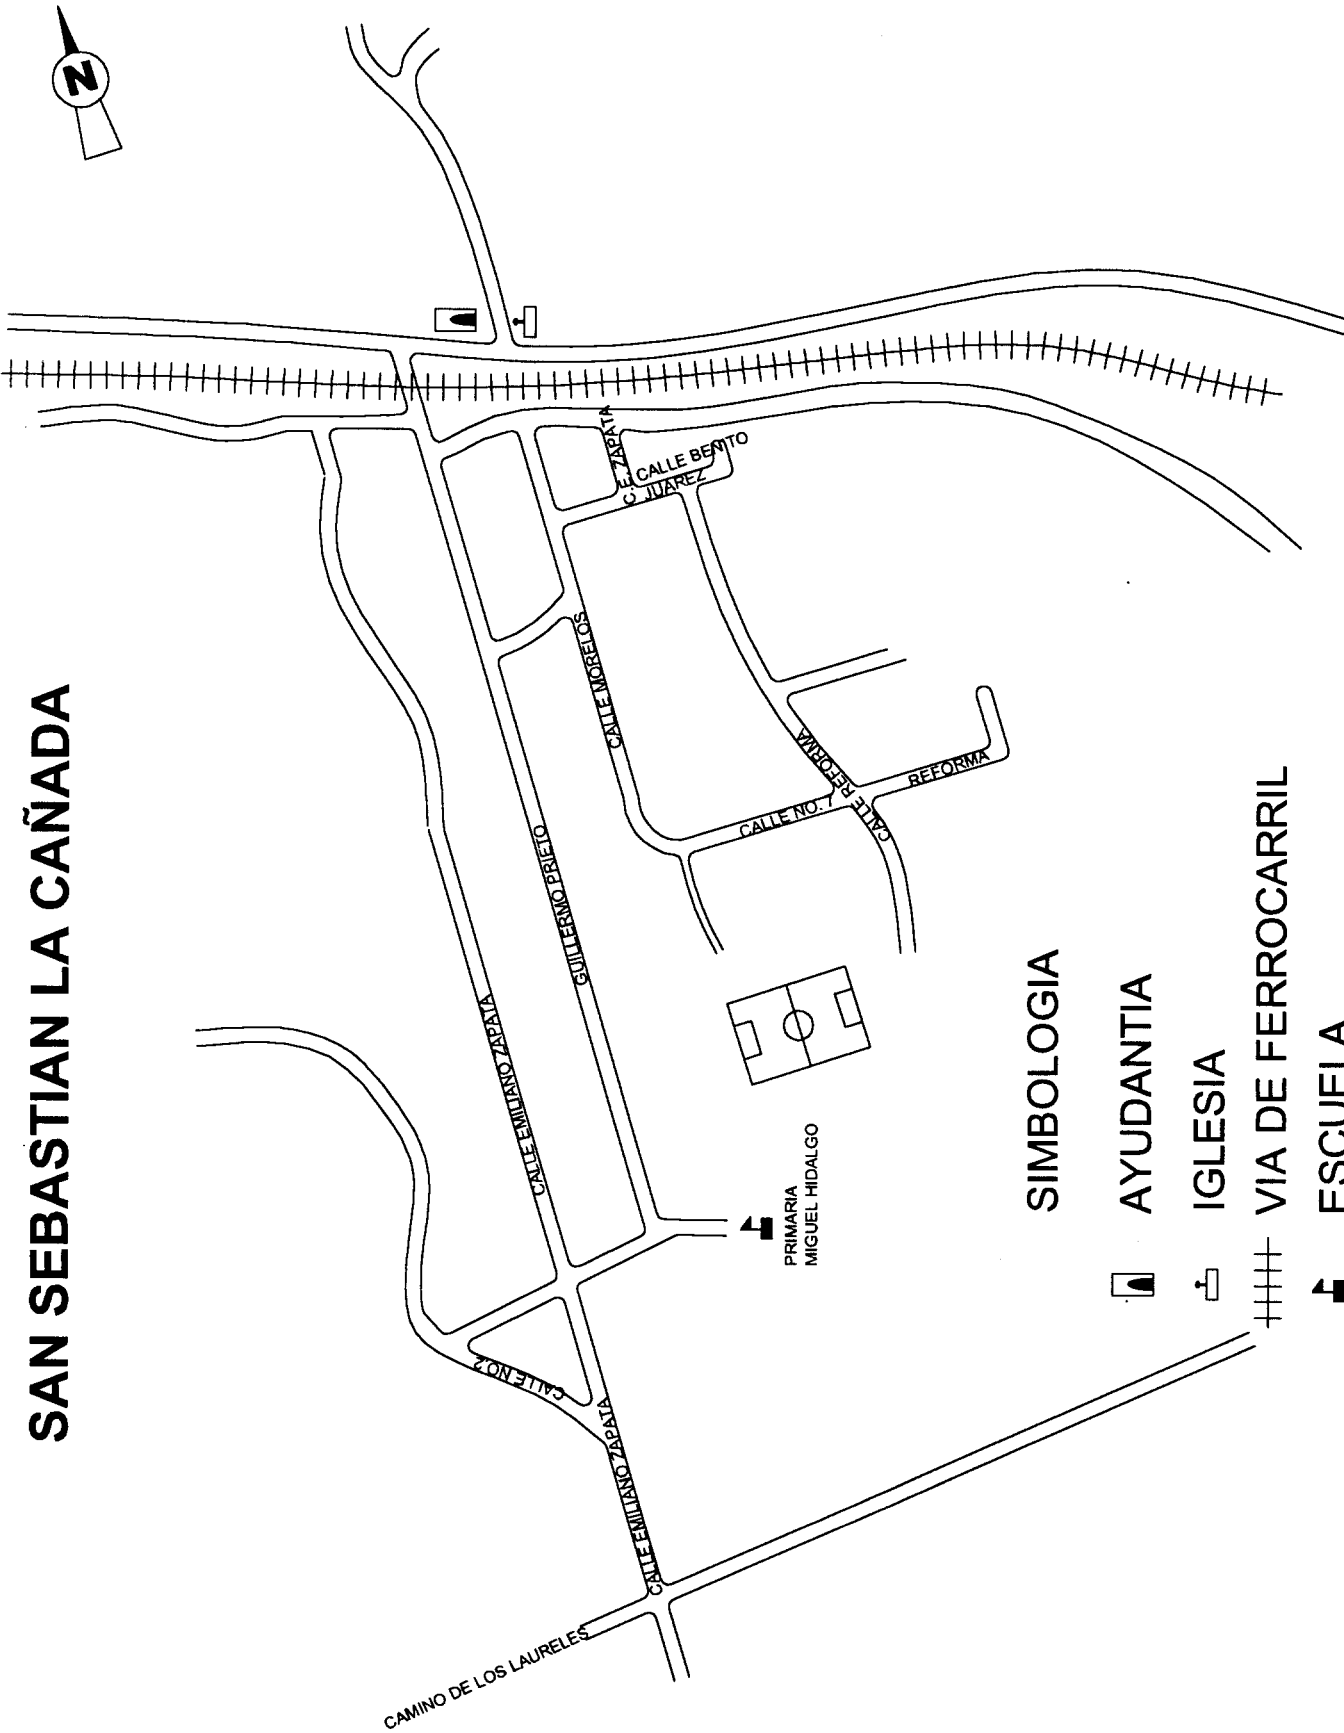 SAN SEBASTIAN LA CAÑADA
N
CAMINO DE LOS LAURELES
CALLE EMILIANO ZAPATA
CALLE NO.2
CALLE EMILIANO ZAPATA
GUILLERMO PRIETO
CALLE MORELOS
C. E. ZAPATA
CALLE BENITO
JUAREZ
CALLE NO. 7
CALLE REFORMA
CALLE
REFORMA
PRIMARIA
MIGUEL HIDALGO
SIMBOLOGIA
AYUDANTIA
IGLESIA
VIA DE FERROCARRIL
ESCUELA